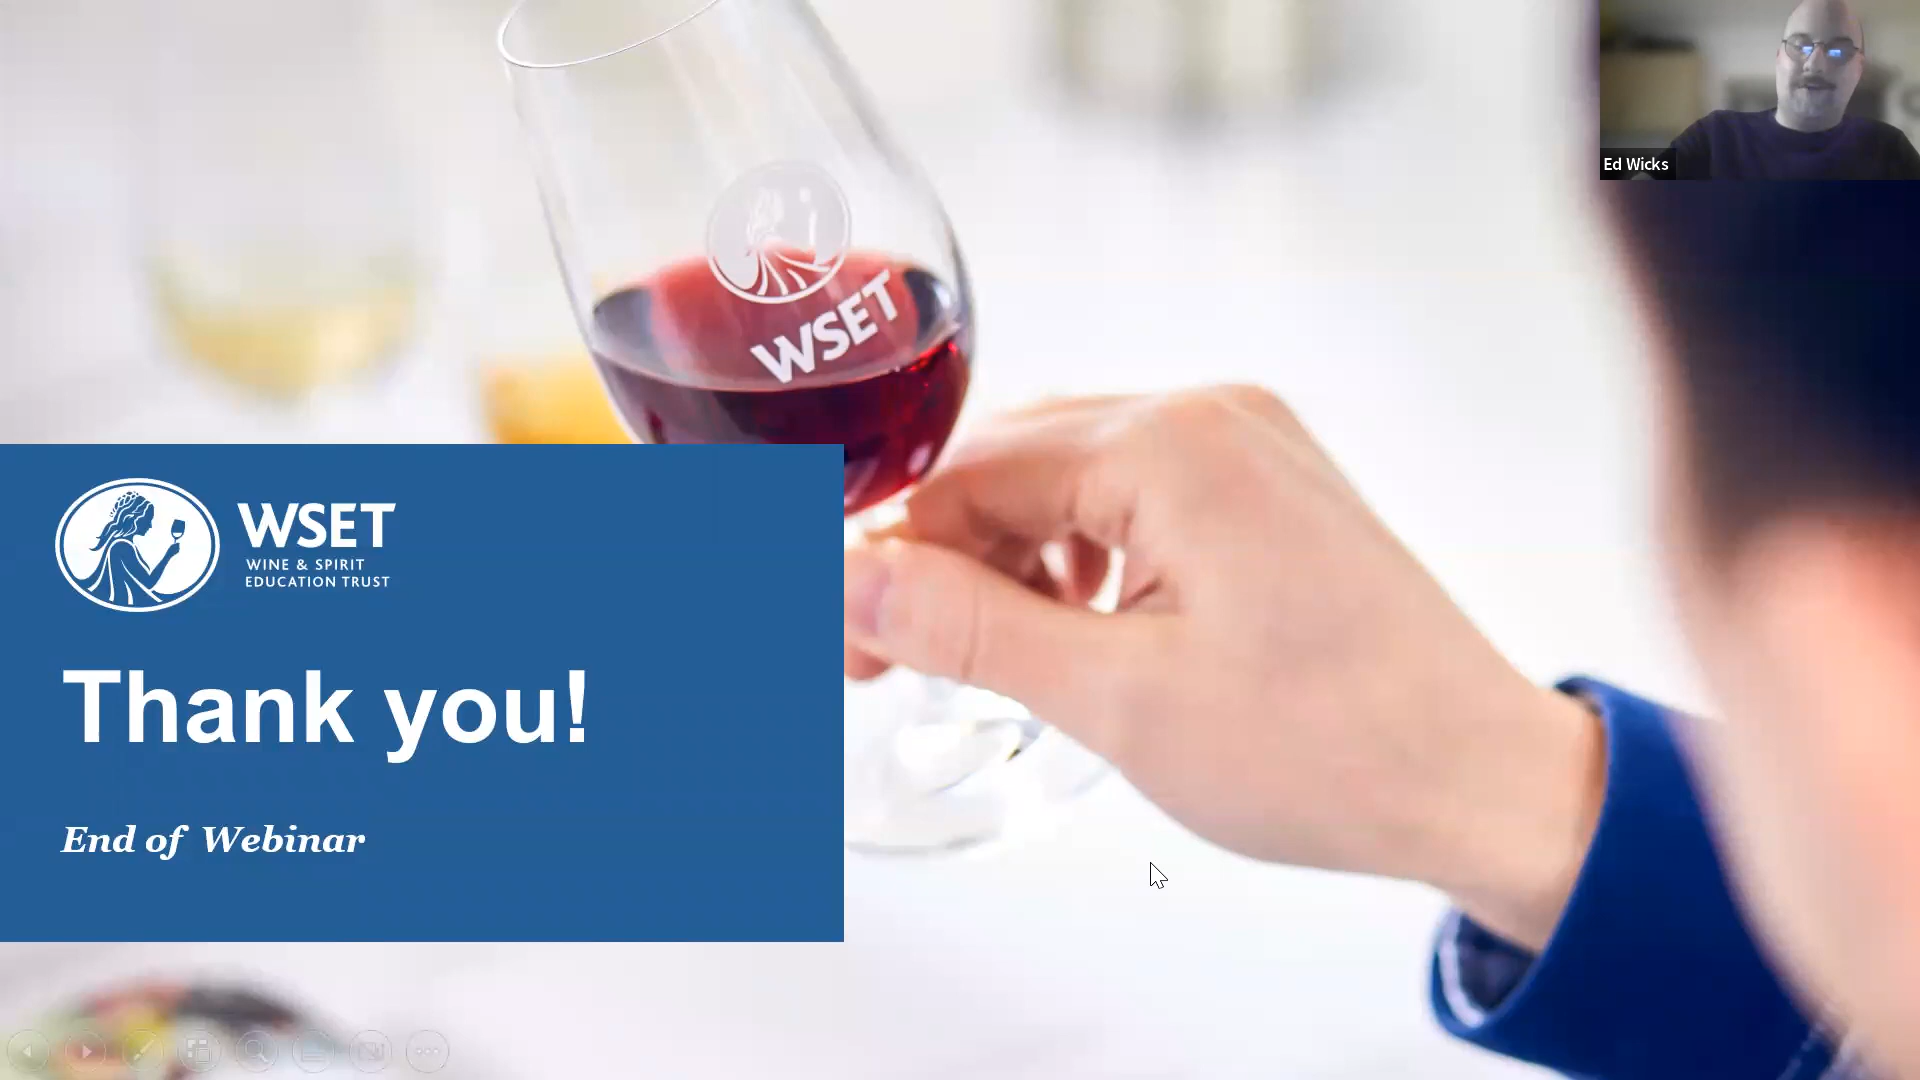 Ed Wicks
WSET
WSET
WINE & SPIRIT
EDUCATION TRUST
Thank you!
End of Webinar